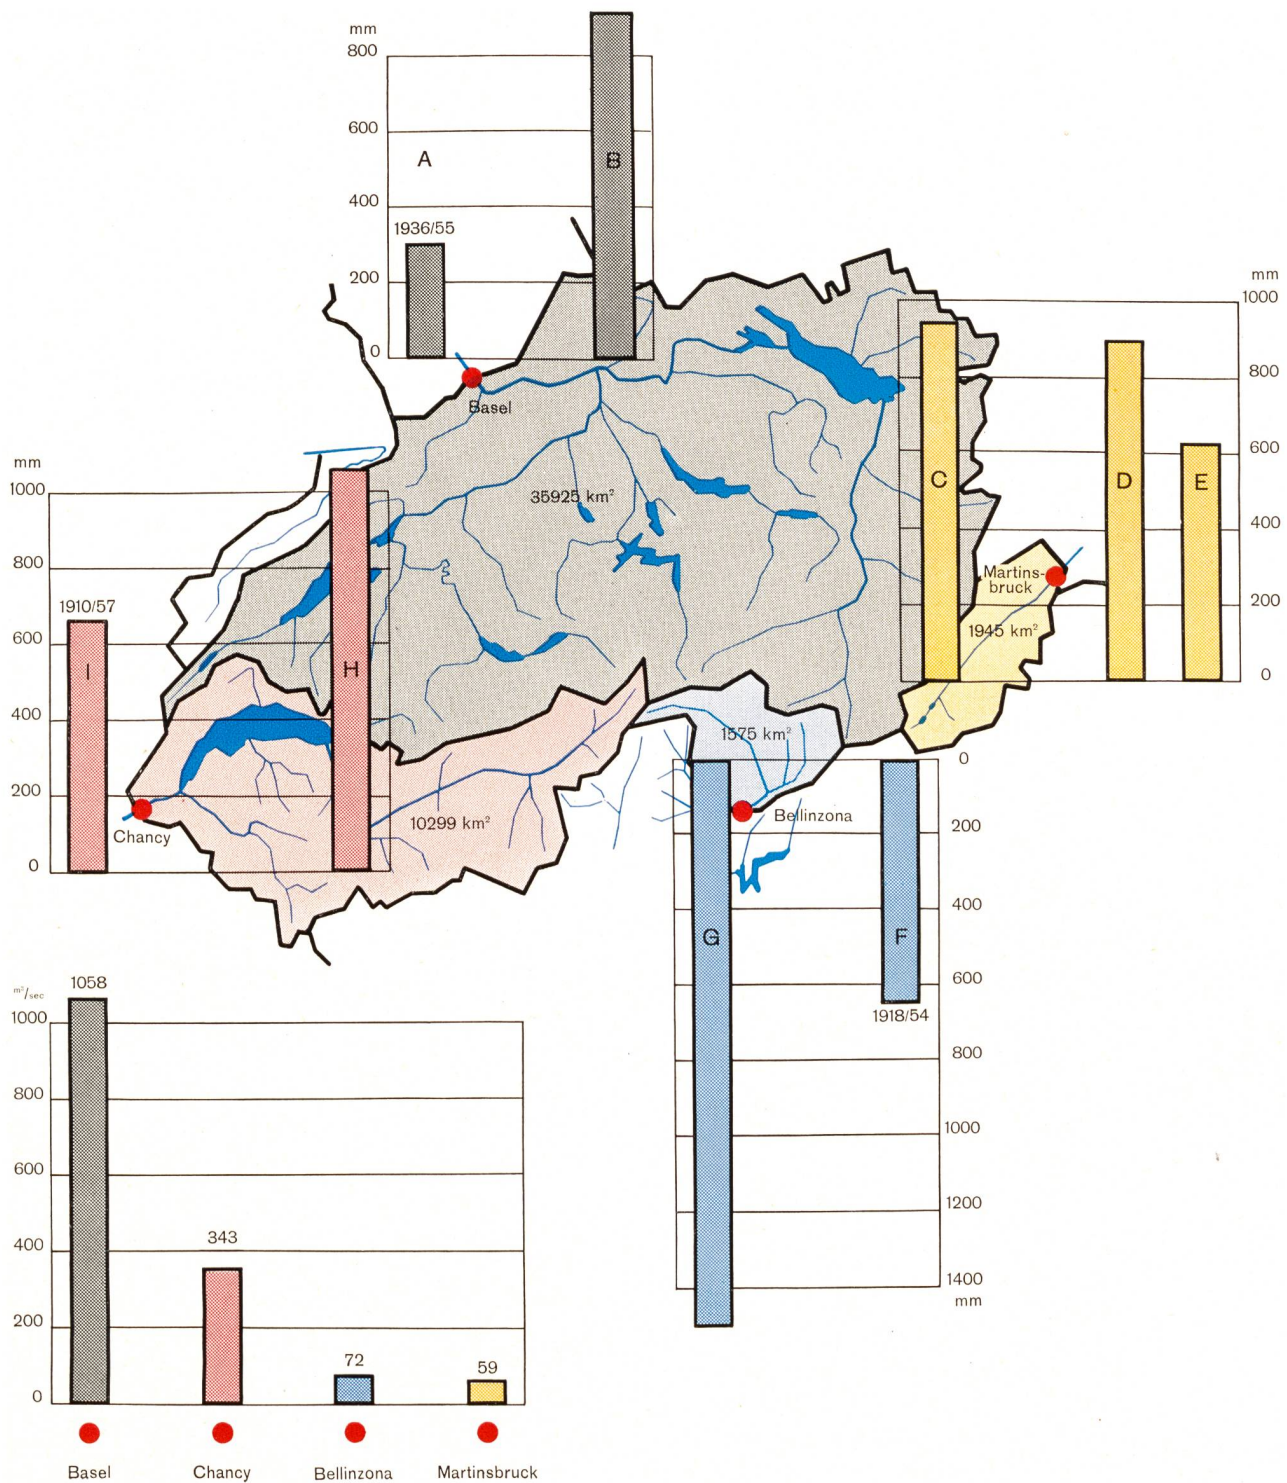 mm
800
600
400
200
0
A
B
1936/55
Basel
mm
1000
800
600
400
200
0
C
D
E
Martins-
bruck
1945 km²
35925 km²
mm
1000
800
600
400
200
0
1910/57
I
H
Chancy
10299 km²
1575 km²
Bellinzona
0
200
400
600
800
1000
1200
1400
mm
G
F
1918/54
m³/sec
1000
800
600
400
200
0
1058
343
72
59
Basel
Chancy
Bellinzona
Martinsbruck